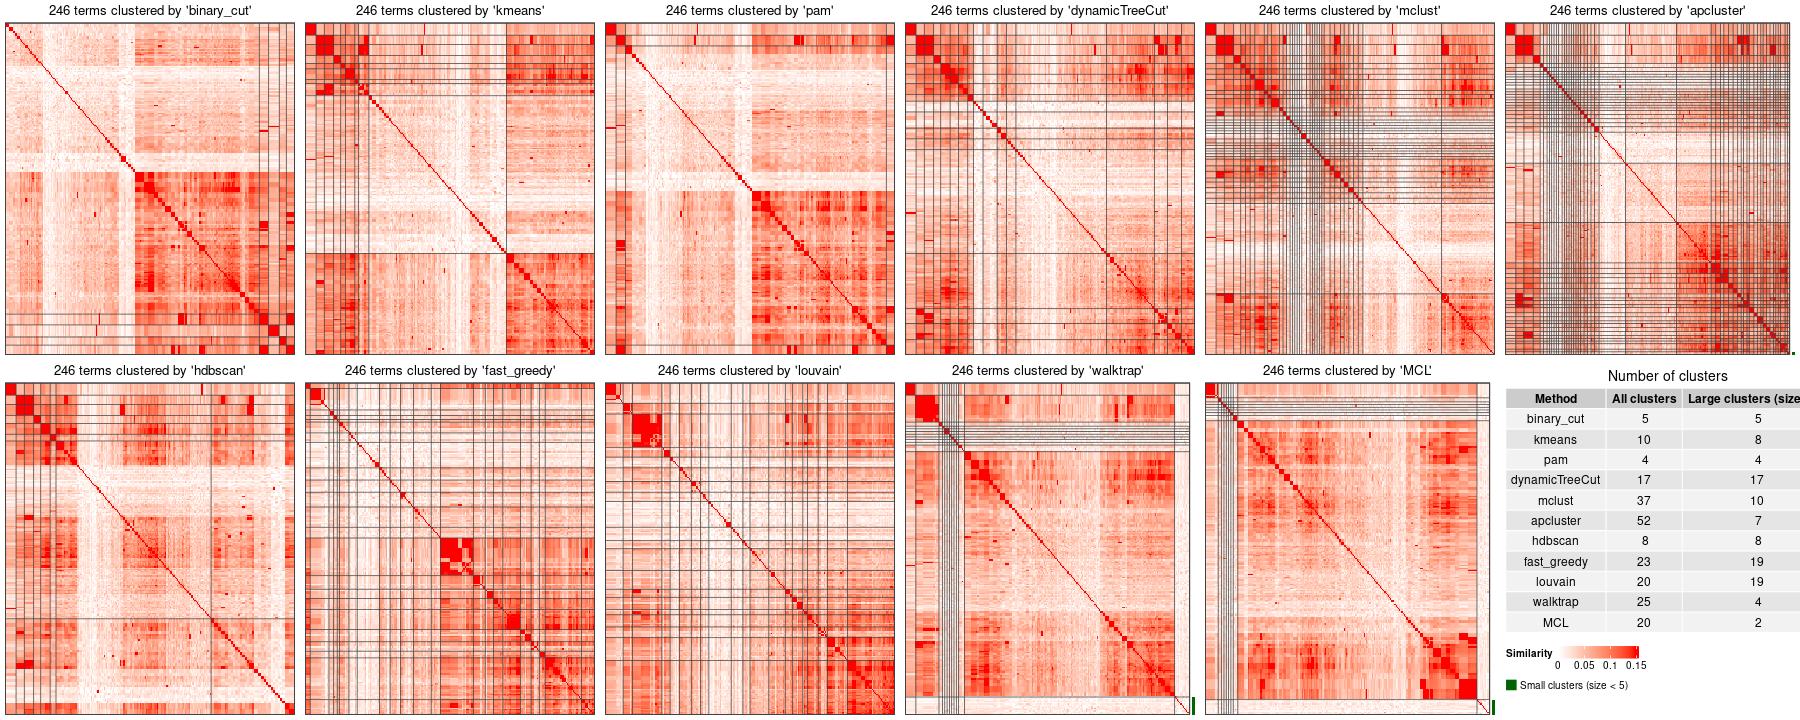 246 terms clustered by 'binary_cut'
246 terms clustered by 'kmeans'
246 terms clustered by 'pam'
246 terms clustered by 'dynamicTreeCut'
246 terms clustered by 'mclust'
246 terms clustered by 'apcluster'
246 terms clustered by 'hdbscan'
246 terms clustered by 'fast_greedy'
246 terms clustered by 'louvain'
246 terms clustered by 'walktrap'
246 terms clustered by 'MCL'
Number of clusters
Method All clusters Large clusters (size
binary_cut 5 5
kmeans 10 8
pam 4 4
dynamicTreeCut 17 17
mclust 37 10
apcluster 52 7
hdbscan 8 8
fast_greedy 23 19
louvain 20 19
walktrap 25 4
MCL 20 2
Similarity
0 0.05 0.1 0.15
Small clusters (size < 5)